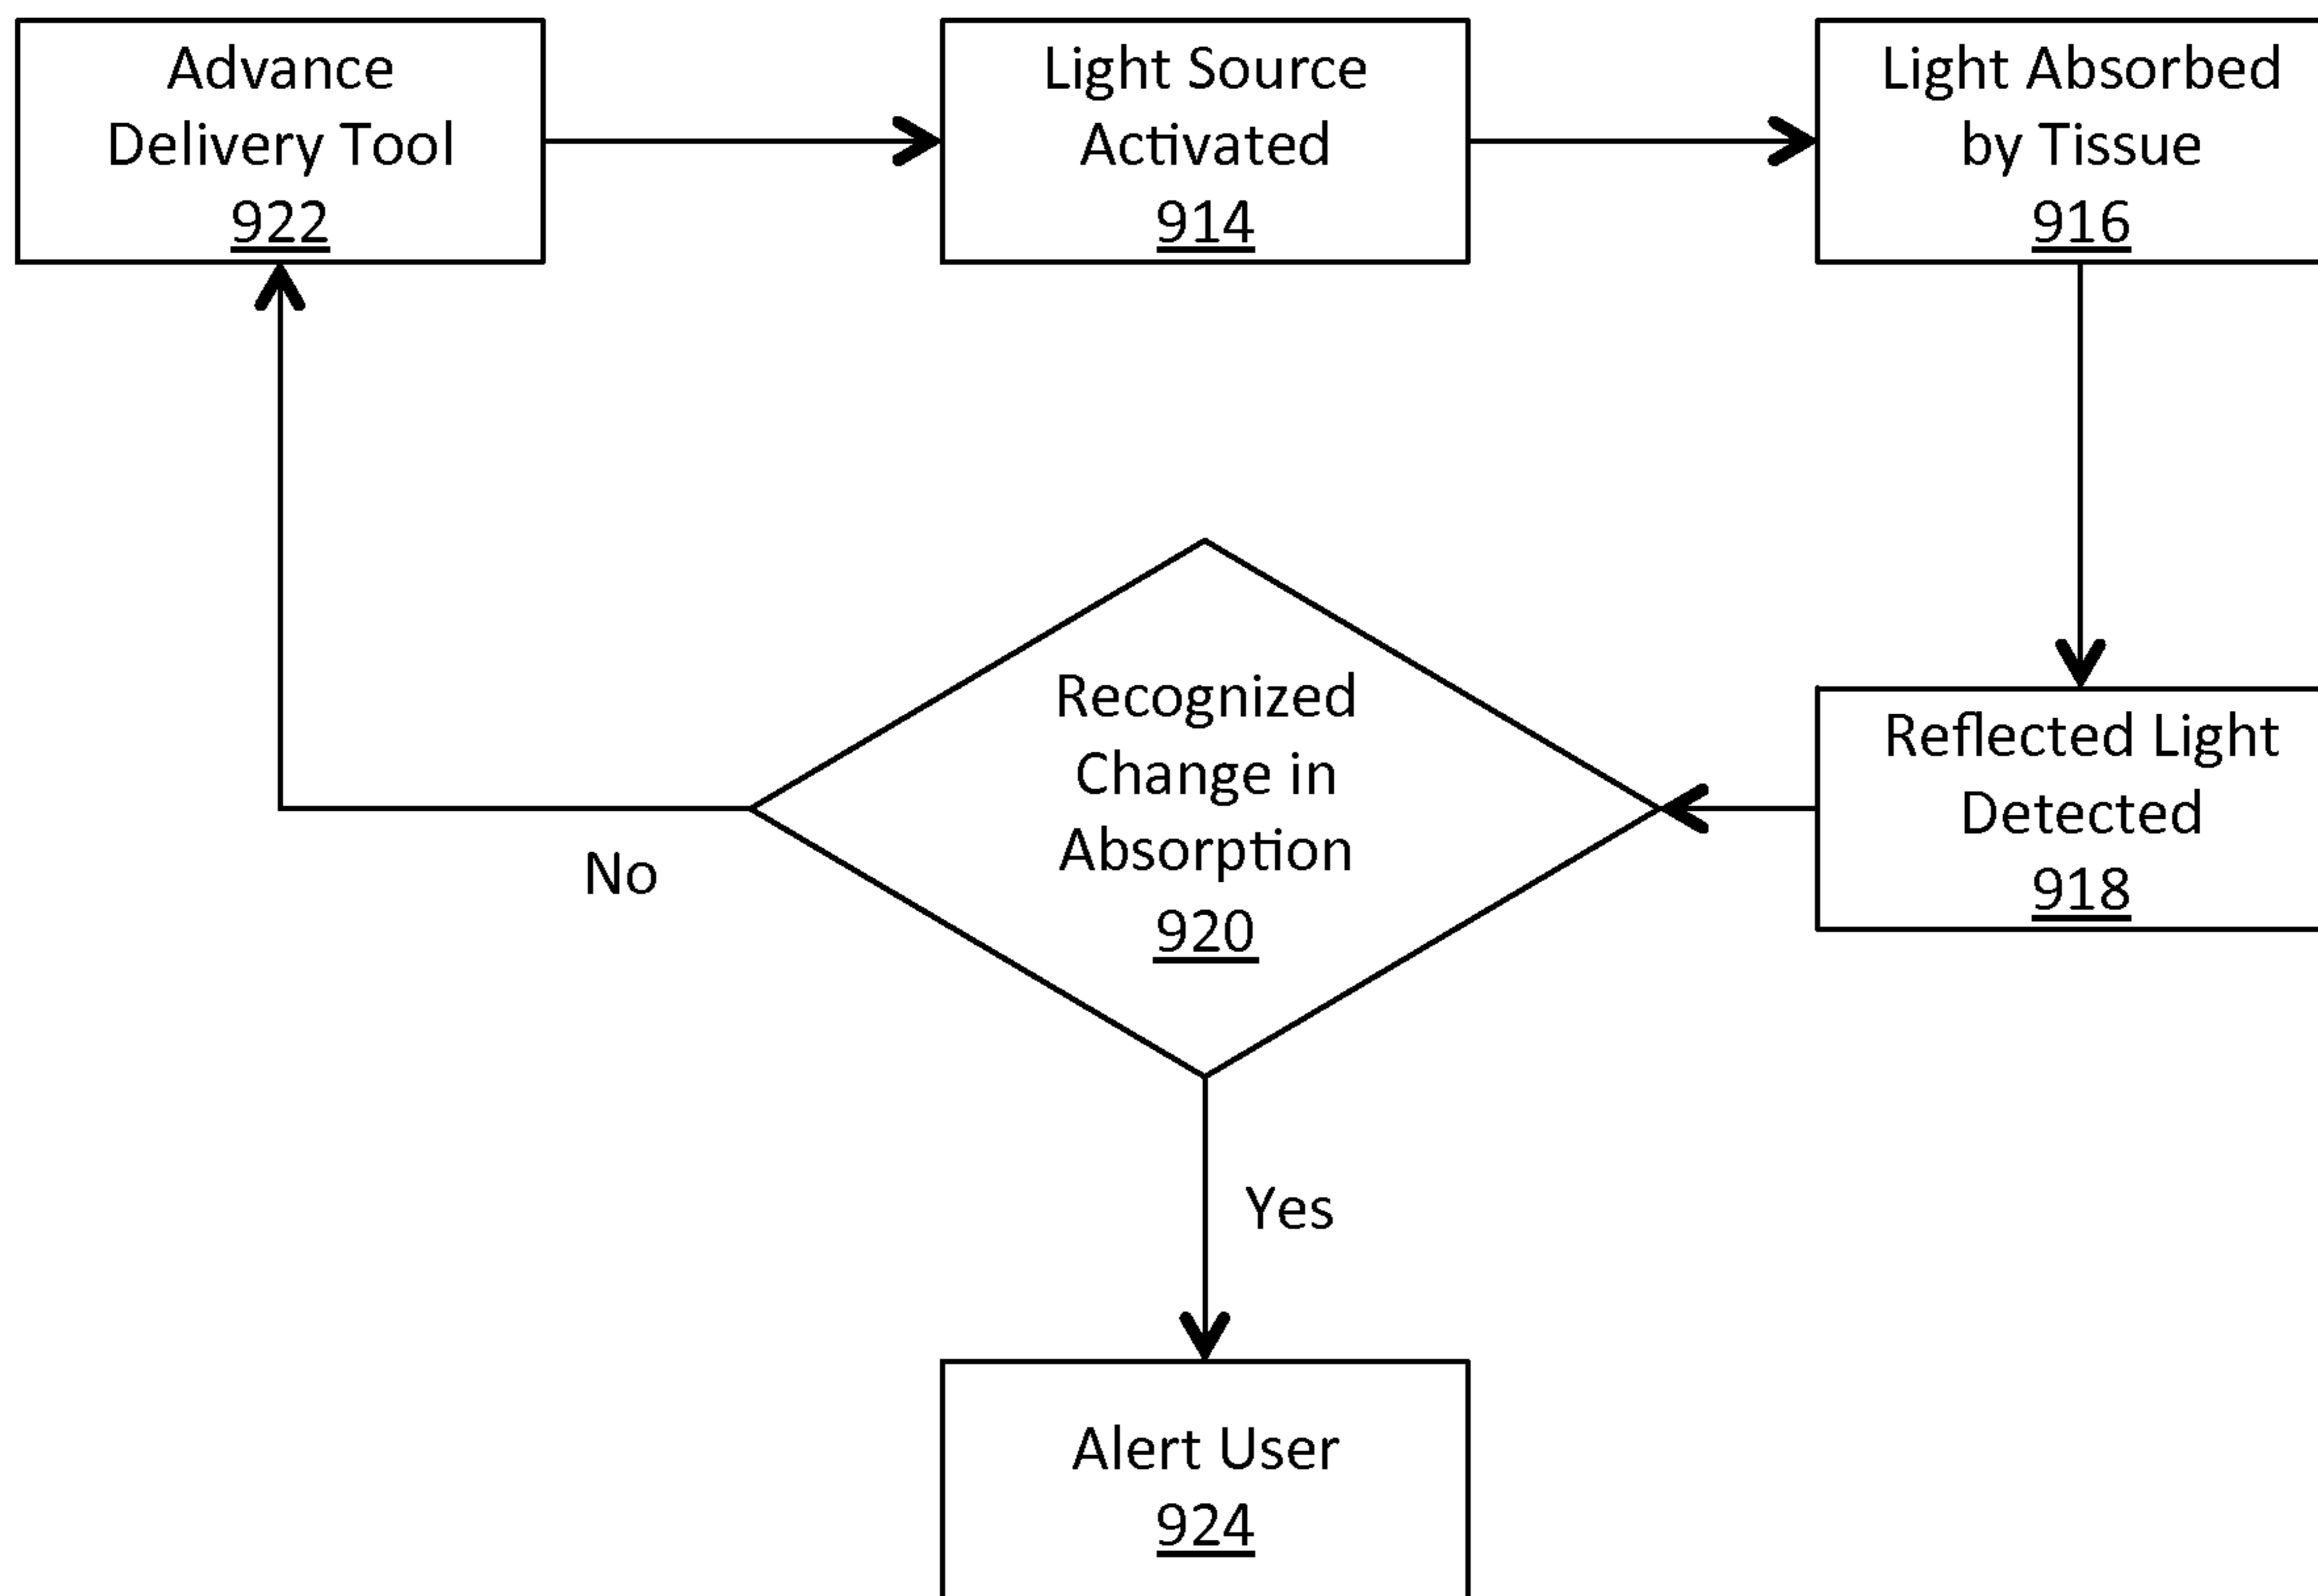 Advance
Delivery Tool
922
Light Source
Activated
914
Light Absorbed
by Tissue
916
Recognized
Change in
Absorption
920
Reflected Light
Detected
918
No
Yes
Alert User
924